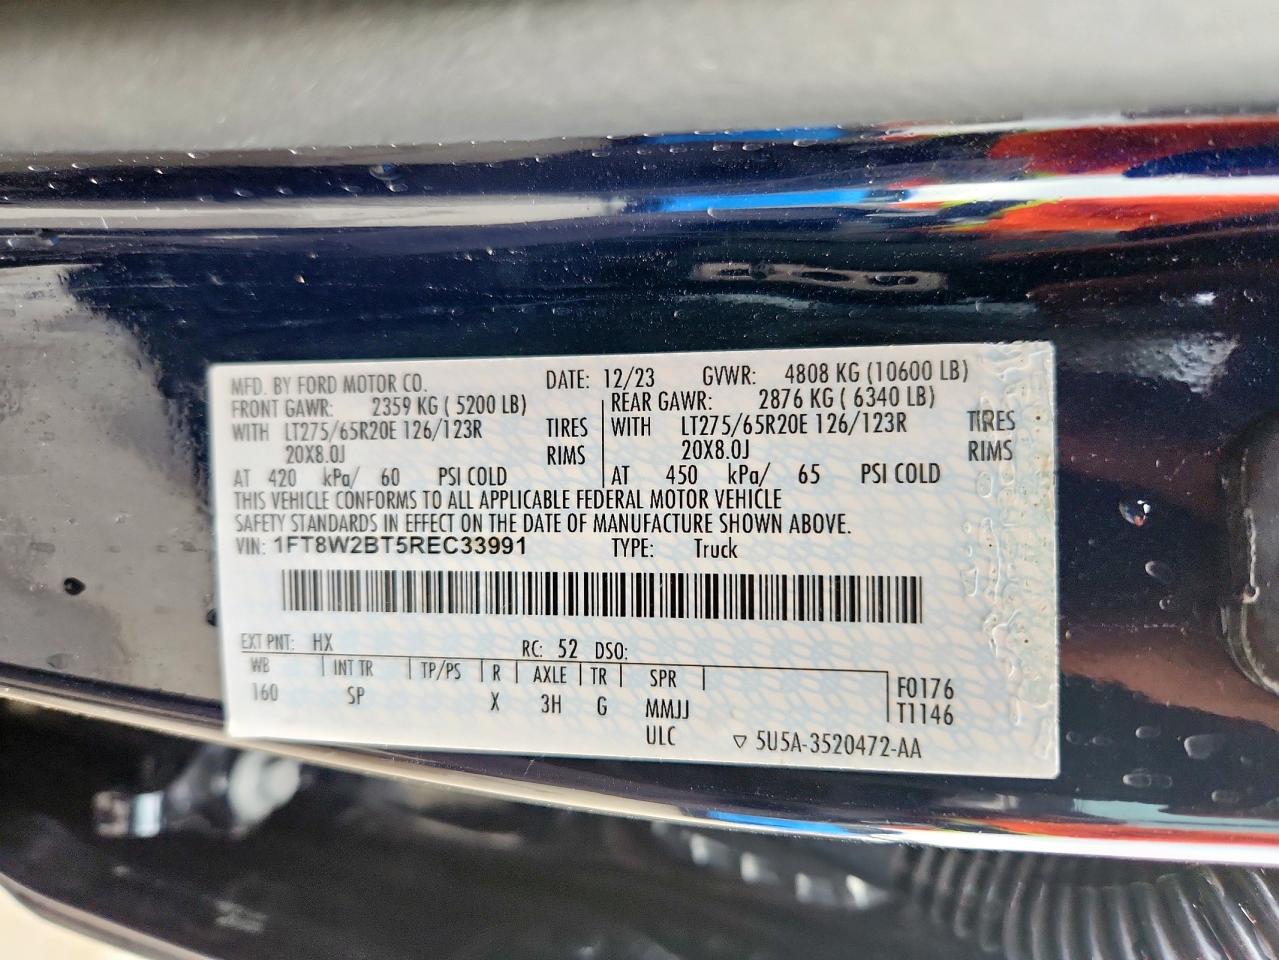 MFD. BY FORD MOTOR CO. DATE: 12/23 GVWR: 4808 KG (10600 LB)
FRONT GAWR: 2359 KG ( 5200 LB) REAR GAWR: 2876 KG ( 6340 LB)
WITH LT275/65R20E 126/123R TIRES WITH LT275/65R20E 126/123R TIRES
20X8.0J RIMS 20X8.0J RIMS
AT 420 kPa/ 60 PSI COLD AT 450 kPa/ 65 PSI COLD
THIS VEHICLE CONFORMS TO ALL APPLICABLE FEDERAL MOTOR VEHICLE
SAFETY STANDARDS IN EFFECT ON THE DATE OF MANUFACTURE SHOWN ABOVE.
VIN: 1FT8W2BT5REC33991 TYPE: Truck
EXT PNT: HX RC: 52 DSO:
WB INT TR TP/PS R AXLE TR SPR F0176
160 SP X 3H G MMJJ T1146
ULC ▽ 5U5A-3520472-AA